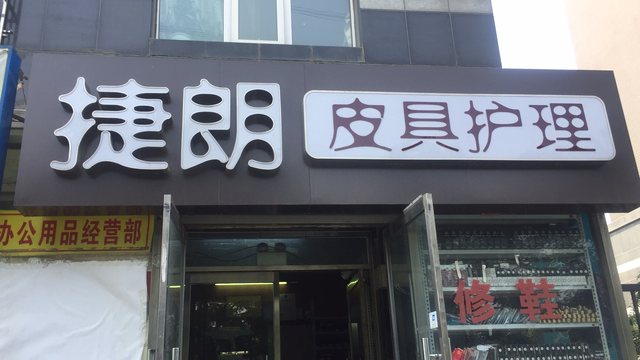 捷朗 皮具护理
办公用品经营部
修鞋